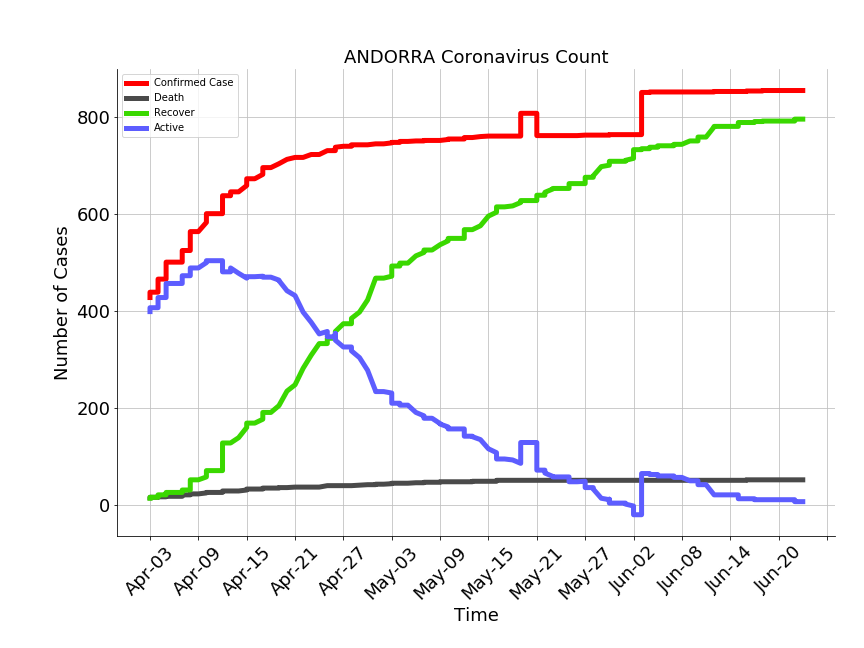 ANDORRA Coronavirus Count
Confirmed Case
Death
Recover
Active
Number of Cases
800
600
400
200
0
Apr-03
Apr-09
Apr-15
Apr-21
Apr-27
May-03
May-09
May-15
May-21
May-27
Jun-02
Jun-08
Jun-14
Jun-20
Time